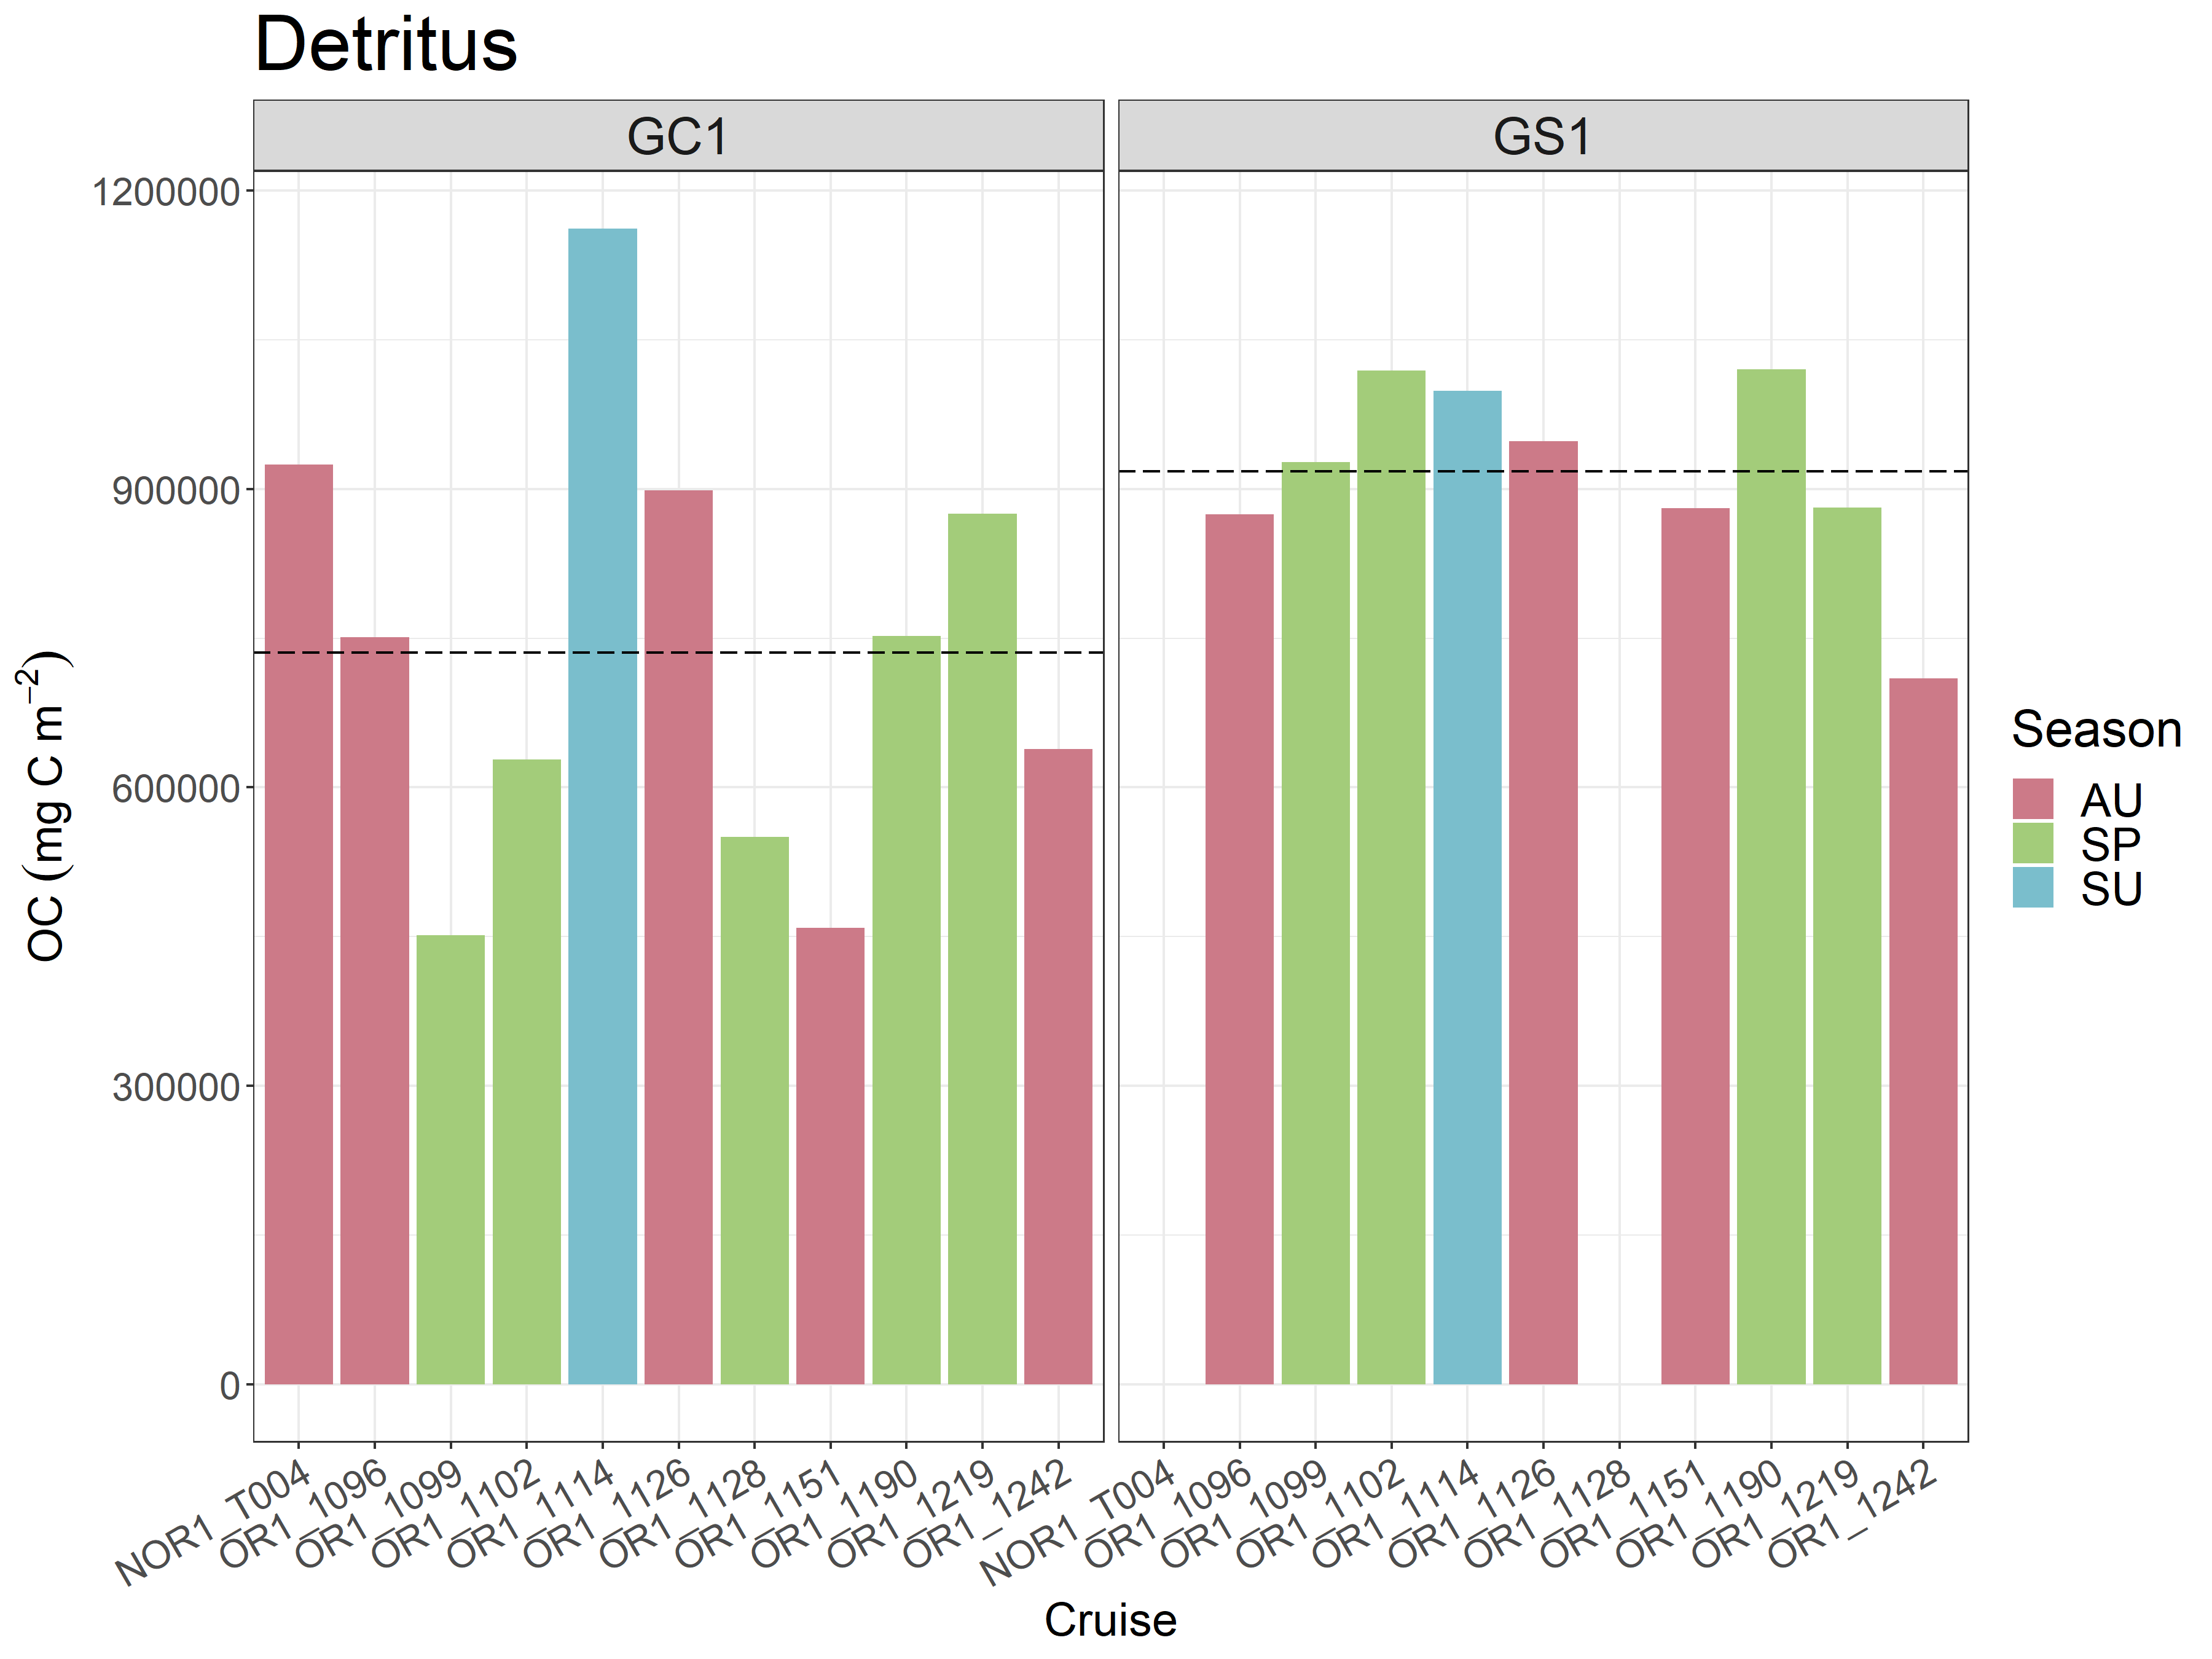 Detritus
GC1
GS1
1200000
900000
600000
300000
0
OC (mg C m⁻²)
NOR1_T004
OR1_1096
OR1_1099
OR1_1102
OR1_1114
OR1_1126
OR1_1128
OR1_1151
OR1_1190
OR1_1219
OR1_1242
NOR1_T004
OR1_1096
OR1_1099
OR1_1102
OR1_1114
OR1_1126
OR1_1128
OR1_1151
OR1_1190
OR1_1219
OR1_1242
Cruise
Season
AU
SP
SU